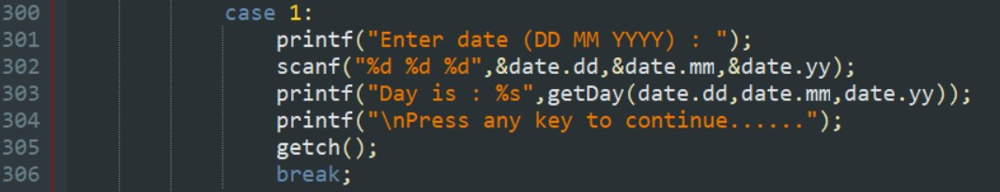 300 case 1:
301 printf("Enter date (DD MM YYYY) : ");
302 scanf("%d %d %d",&date.dd,&date.mm,&date.yy);
303 printf("Day is : %s",getDay(date.dd,date.mm,date.yy));
304 printf("\nPress any key to continue......");
305 getch();
306 break;